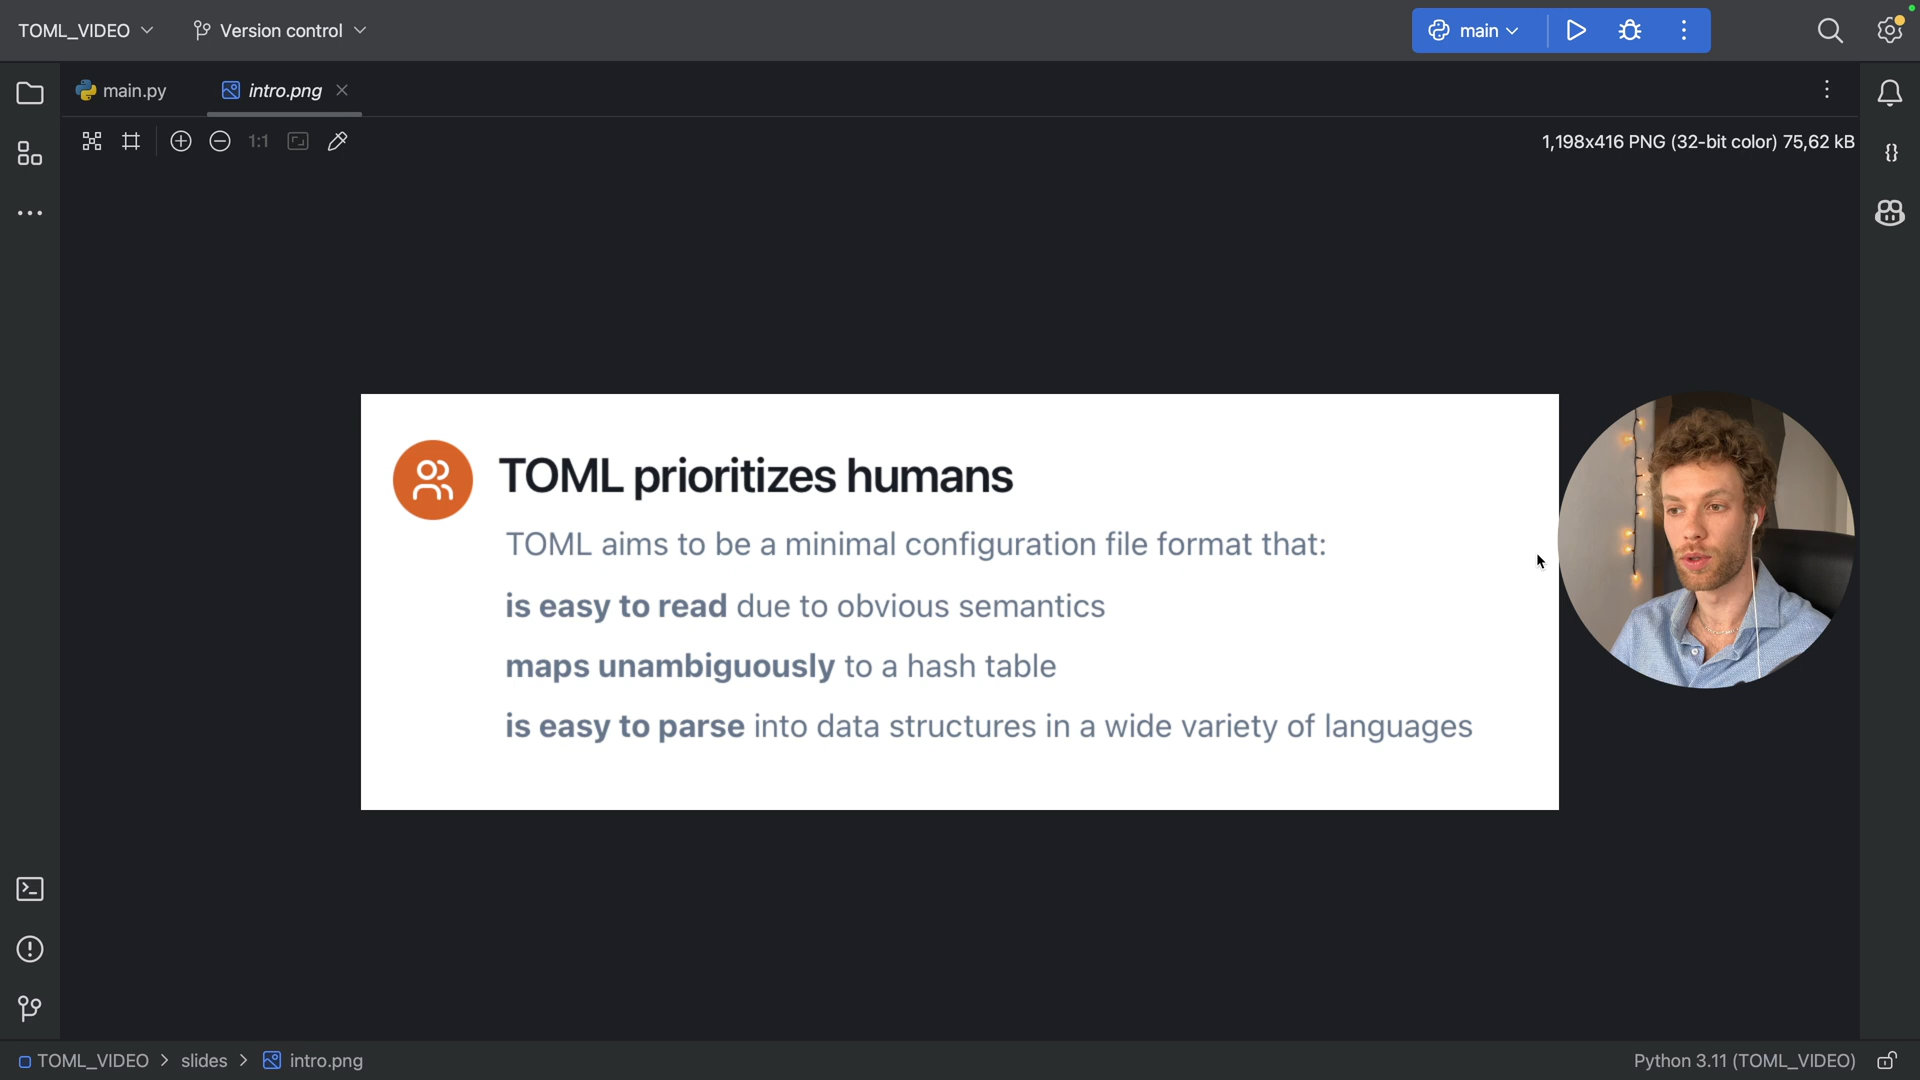 TOML_VIDEO
Version control
main
main.py
intro.png
1:1
1,198x416 PNG (32-bit color) 75,62 kB
{}
TOML prioritizes humans
TOML aims to be a minimal configuration file format that:
is easy to read due to obvious semantics
maps unambiguously to a hash table
is easy to parse into data structures in a wide variety of languages
TOML_VIDEO > slides > intro.png
Python 3.11 (TOML_VIDEO)